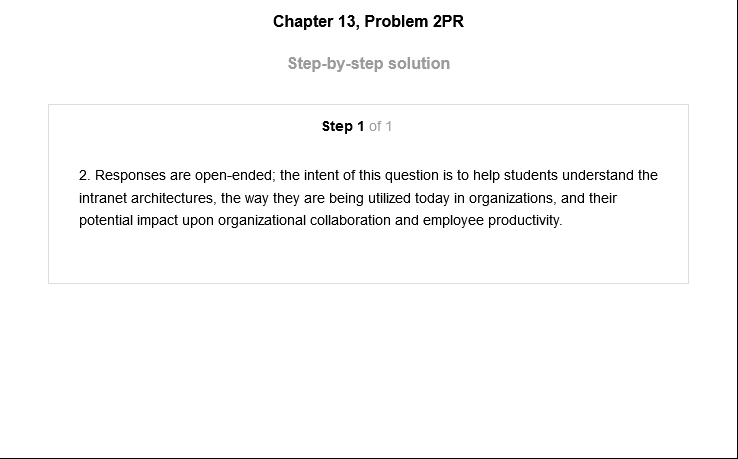 Chapter 13, Problem 2PR
Step-by-step solution
Step 1 of 1
2. Responses are open-ended; the intent of this question is to help students understand the
intranet architectures, the way they are being utilized today in organizations, and their
potential impact upon organizational collaboration and employee productivity.